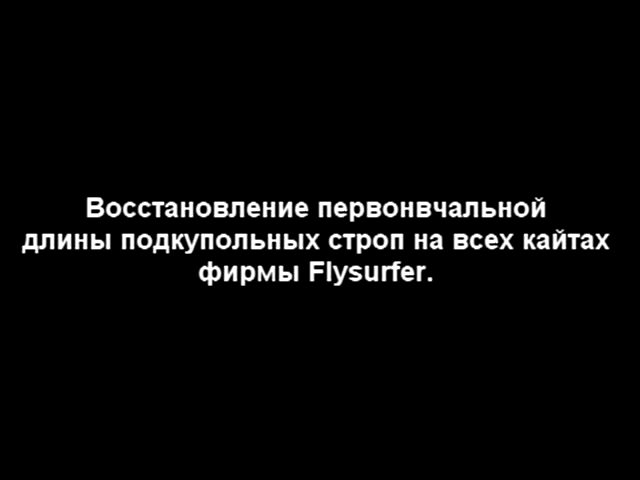 Восстановление первонвчальной
длины подкупольных строп на всех кайтах
фирмы Flysurfer.